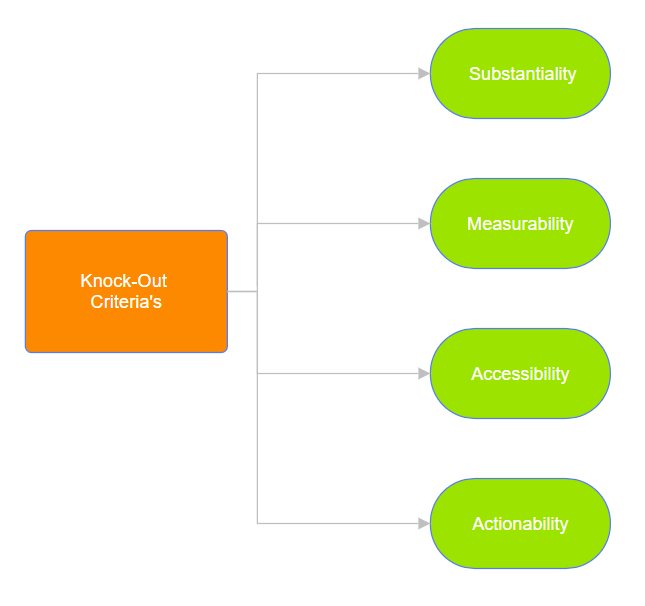 Substantiality
Measurability
Knock-Out
Criteria's
Accessibility
Actionability